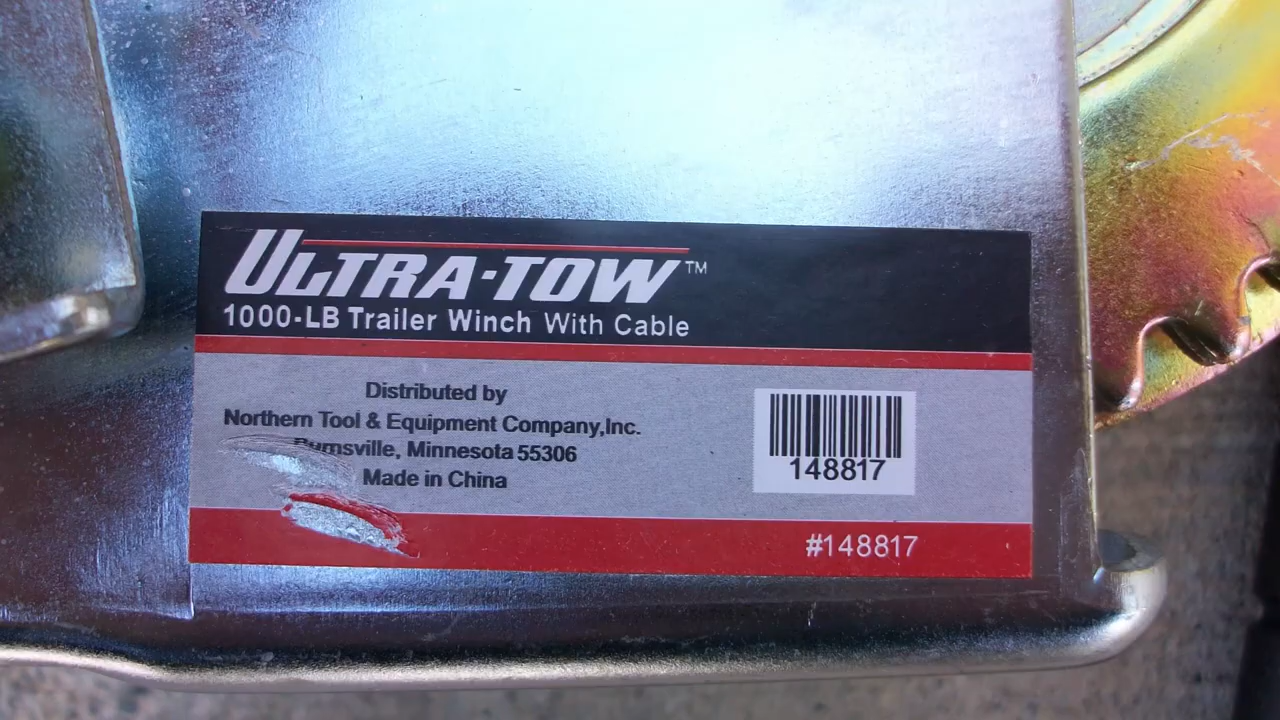 ULTRA-TOW™
1000-LB Trailer Winch With Cable
Distributed by
Northern Tool & Equipment Company,Inc.
Burnsville, Minnesota 55306
Made in China
148817
#148817